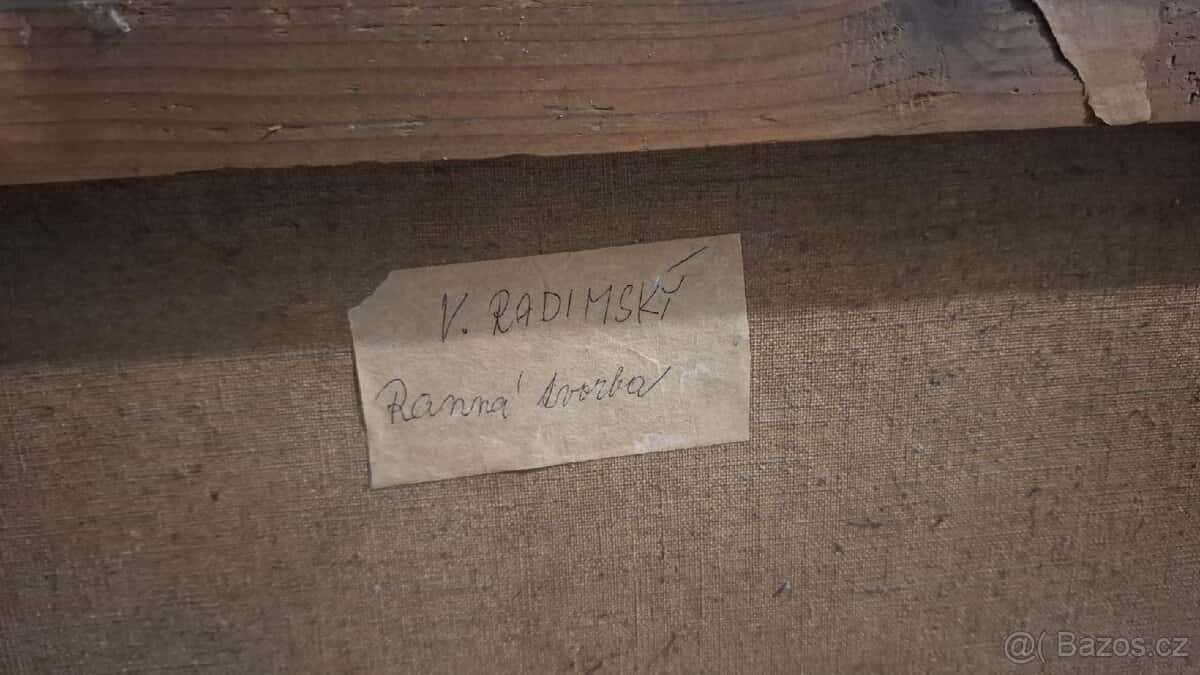 V. RADIMSKÝ
Ranná tvorba
@( Bazos.cz